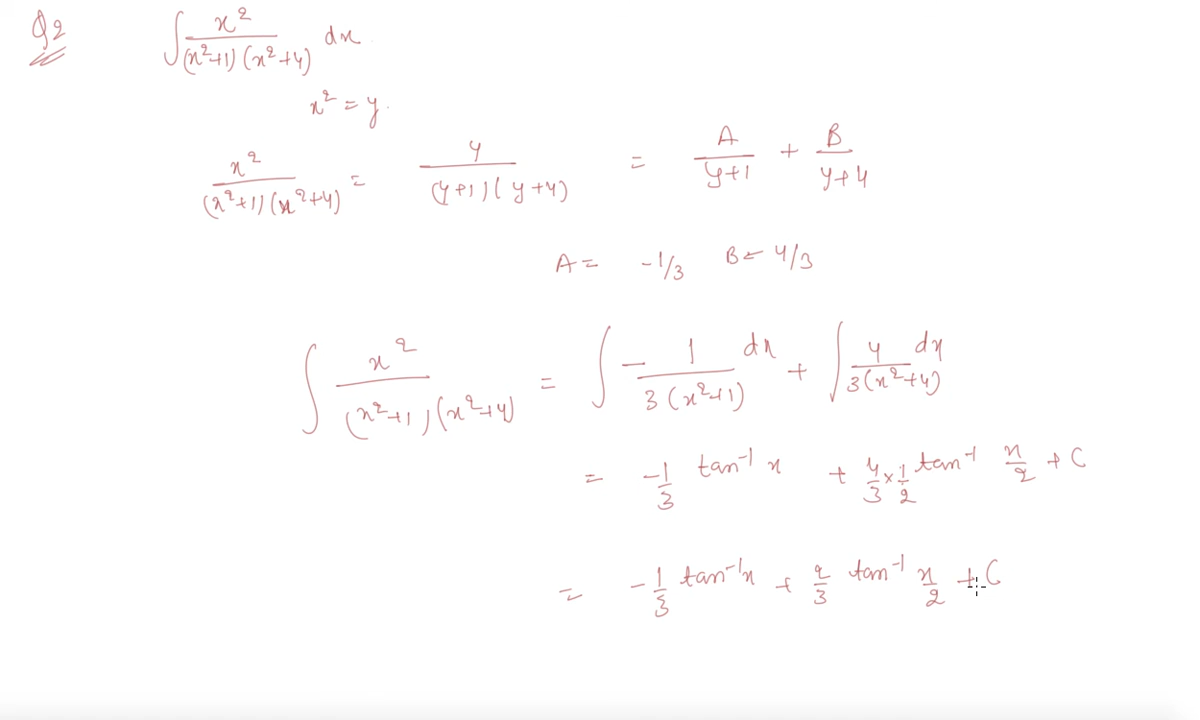 Q2 ∫ x²/((x²+1)(x²+4)) dx
x² = y.
x²/((x²+1)(x²+4)) = y/((y+1)(y+4)) = A/(y+1) + B/(y+4)
A = -1/3 B = 4/3
∫ x²/((x²+1)(x²+4)) = ∫ - 1/(3(x²+1)) dx + ∫ 4/(3(x²+4)) dx
= -1/3 tan⁻¹ x + 4/3 × 1/2 tan⁻¹ x/2 + C
= -1/3 tan⁻¹x + 2/3 tan⁻¹ x/2 + C